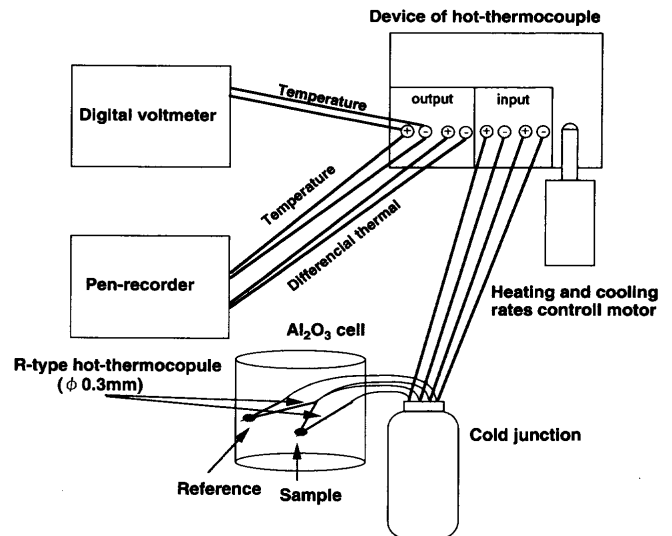 Device of hot-thermocouple
output
input
Digital voltmeter
Temperature
+ - + - + - + -
Temperature
Differencial thermal
Pen-recorder
Heating and cooling
rates controll motor
Al₂O₃ cell
R-type hot-thermocopule
(φ 0.3mm)
Cold junction
Reference
Sample